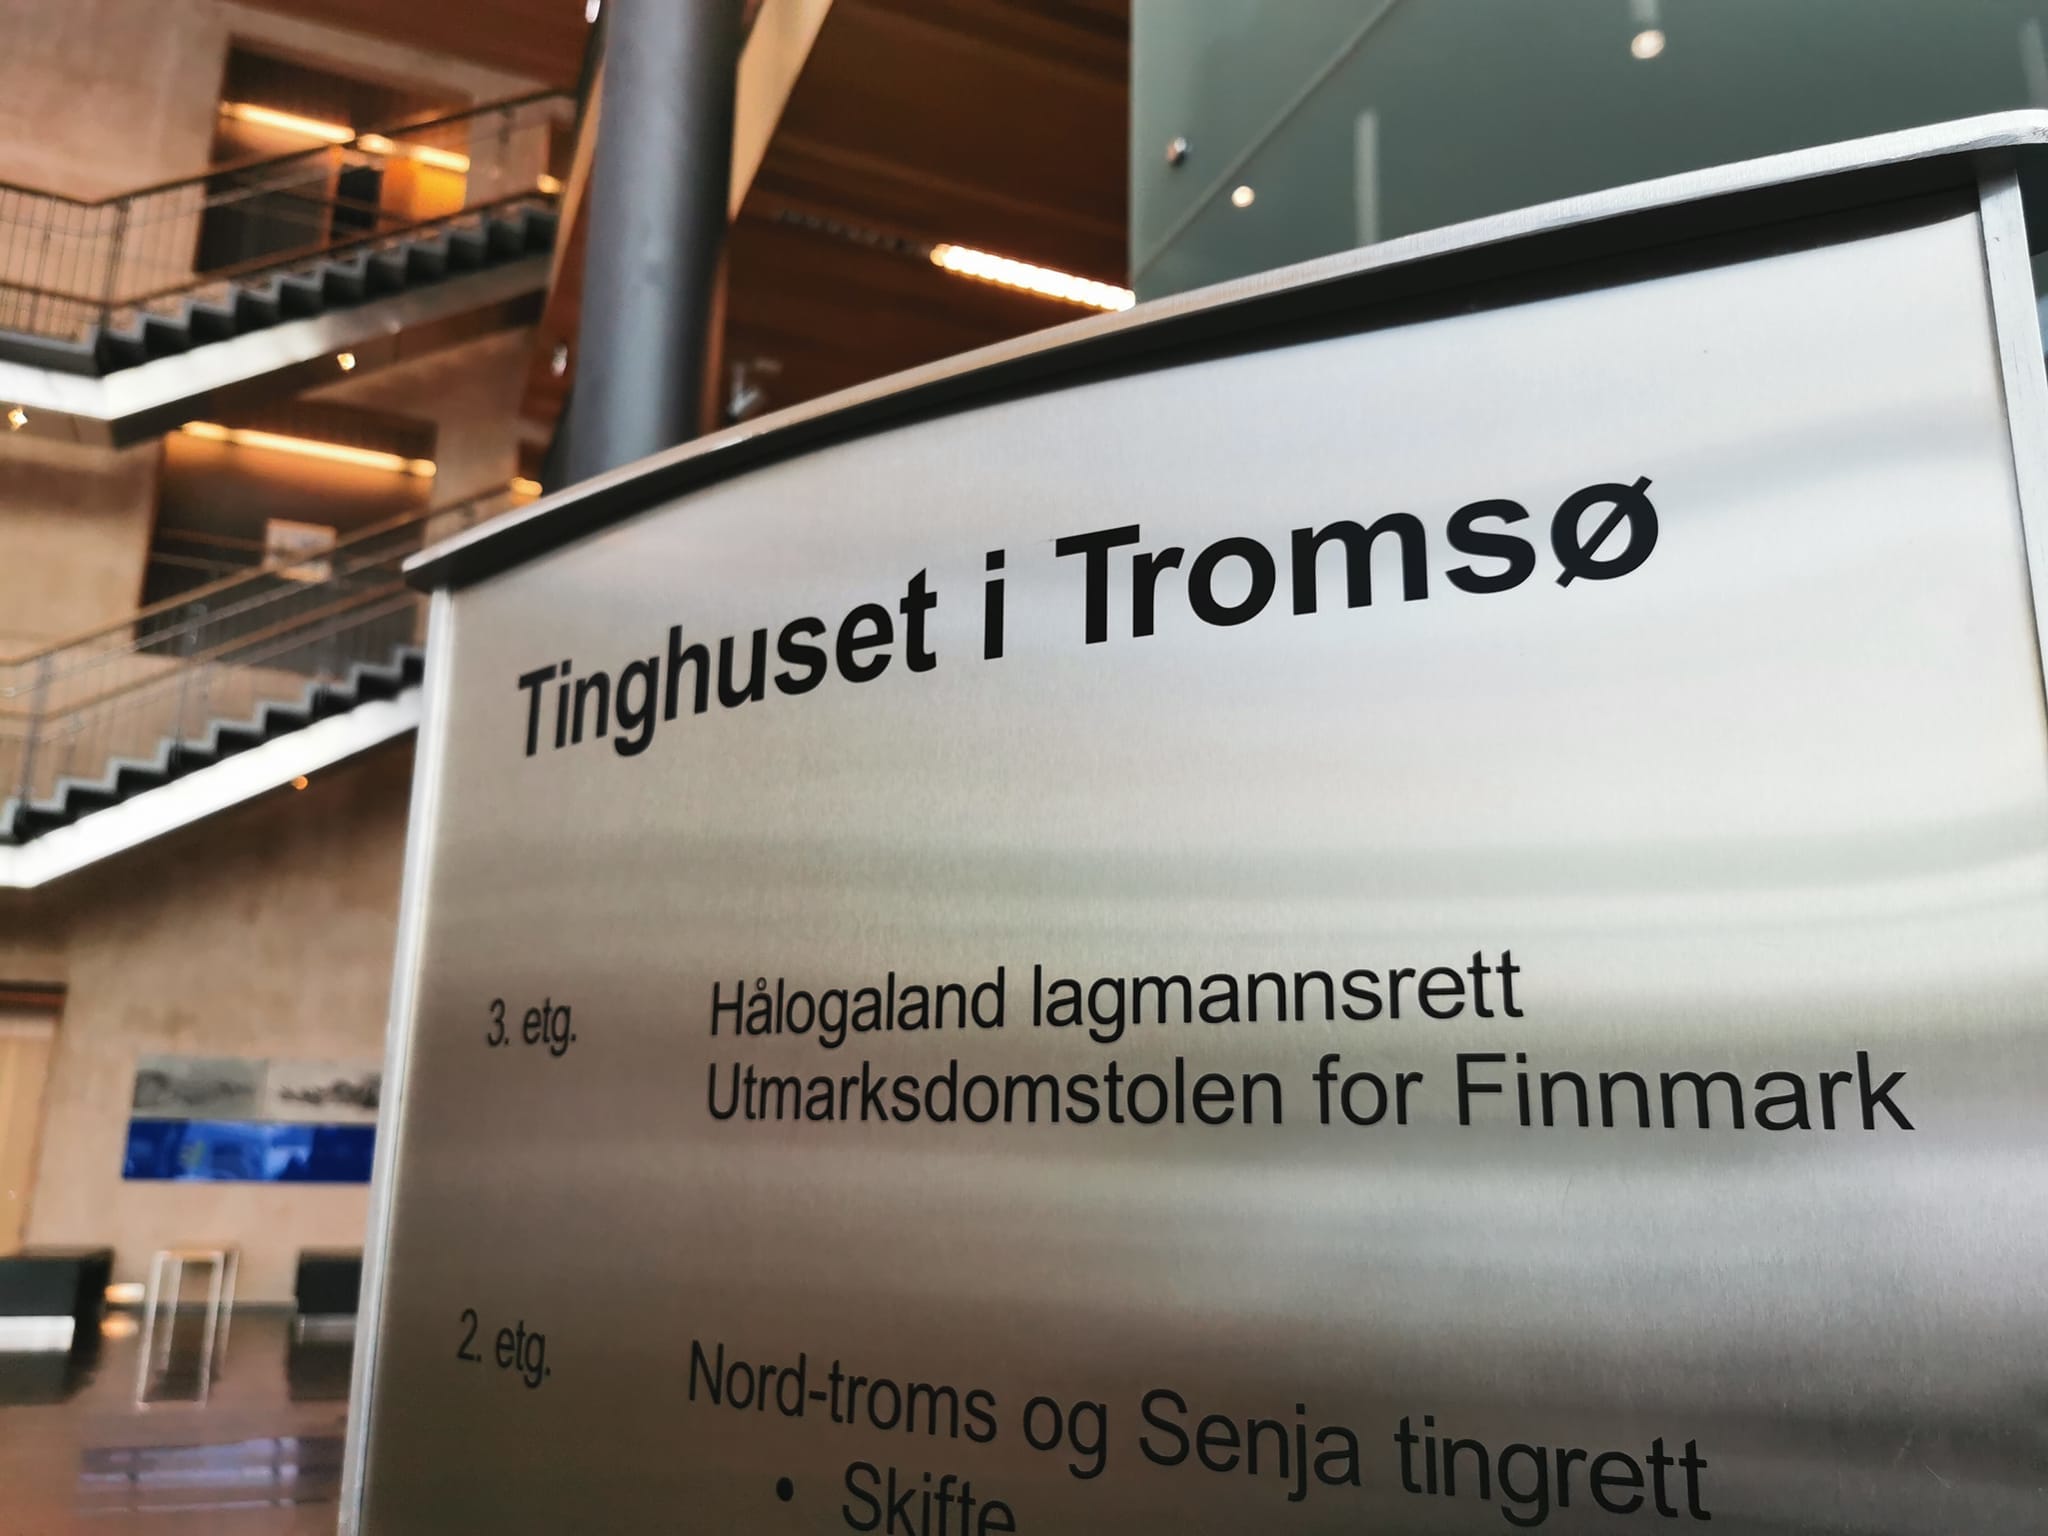 Tinghuset i Tromsø
3. etg. Hålogaland lagmannsrett
Utmarksdomstolen for Finnmark
2. etg. Nord-troms og Senja tingrett
• Skifte